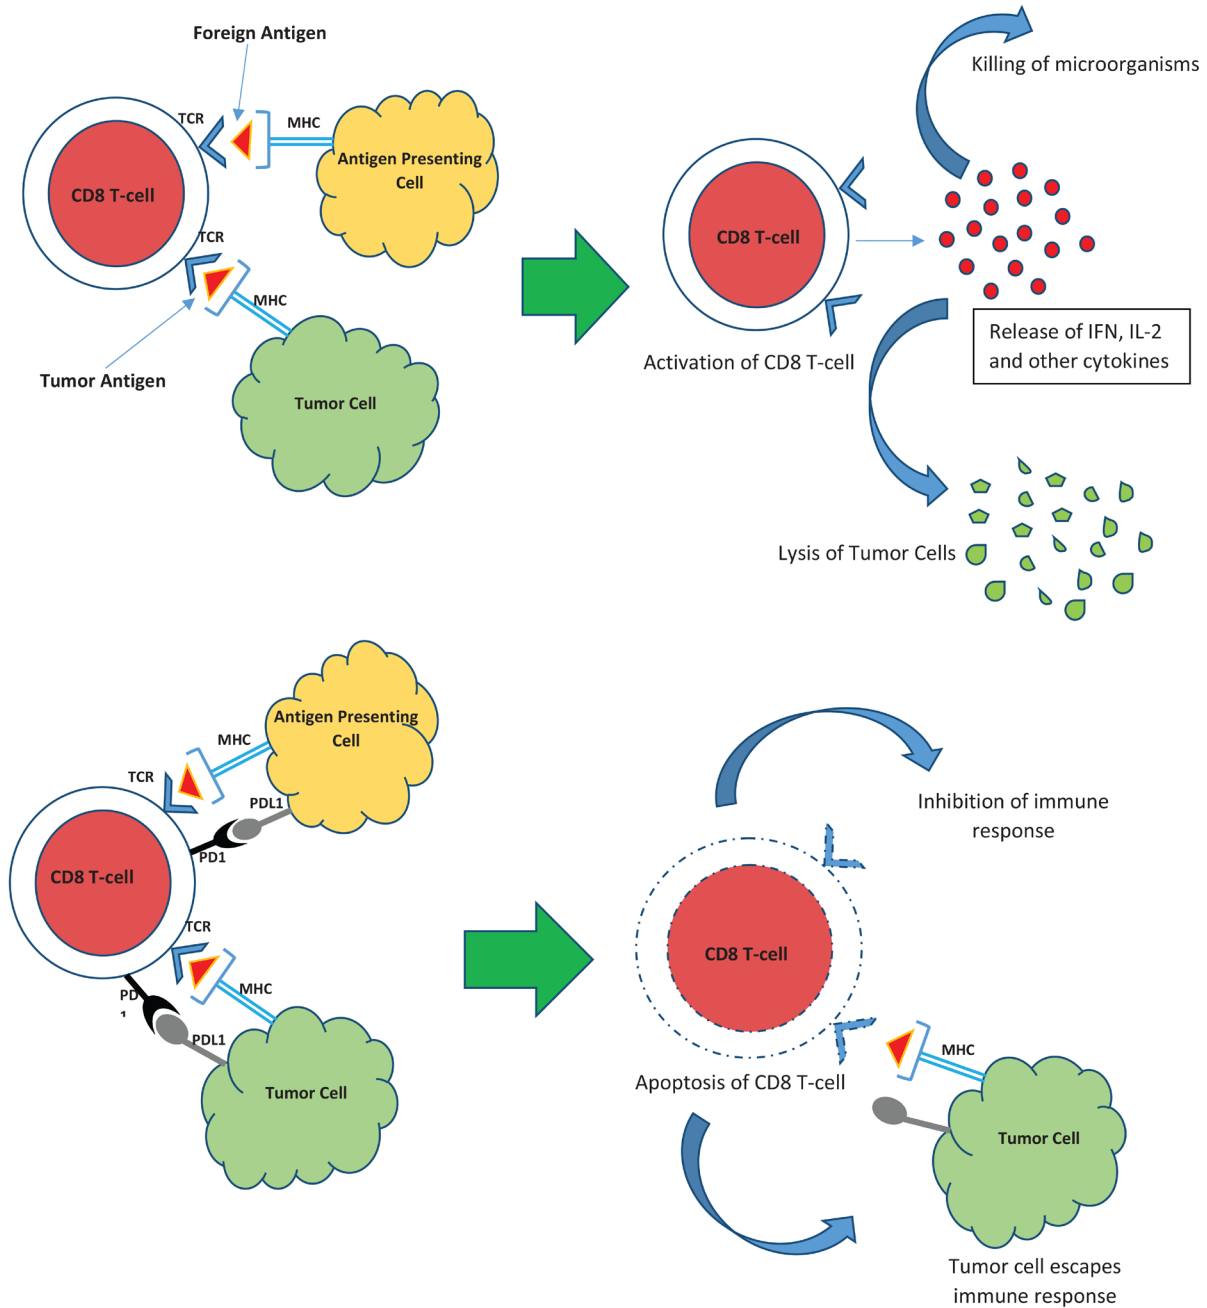 Foreign Antigen
TCR
MHC
Antigen Presenting
Cell
CD8 T-cell
TCR
MHC
Tumor Antigen
Tumor Cell
Killing of microorganisms
CD8 T-cell
Activation of CD8 T-cell
Release of IFN, IL-2
and other cytokines
Lysis of Tumor Cells
Antigen Presenting
Cell
MHC
TCR
PDL1
PD1
CD8 T-cell
TCR
MHC
PD
1
PDL1
Tumor Cell
Inhibition of immune
response
CD8 T-cell
Apoptosis of CD8 T-cell
MHC
Tumor Cell
Tumor cell escapes
immune response